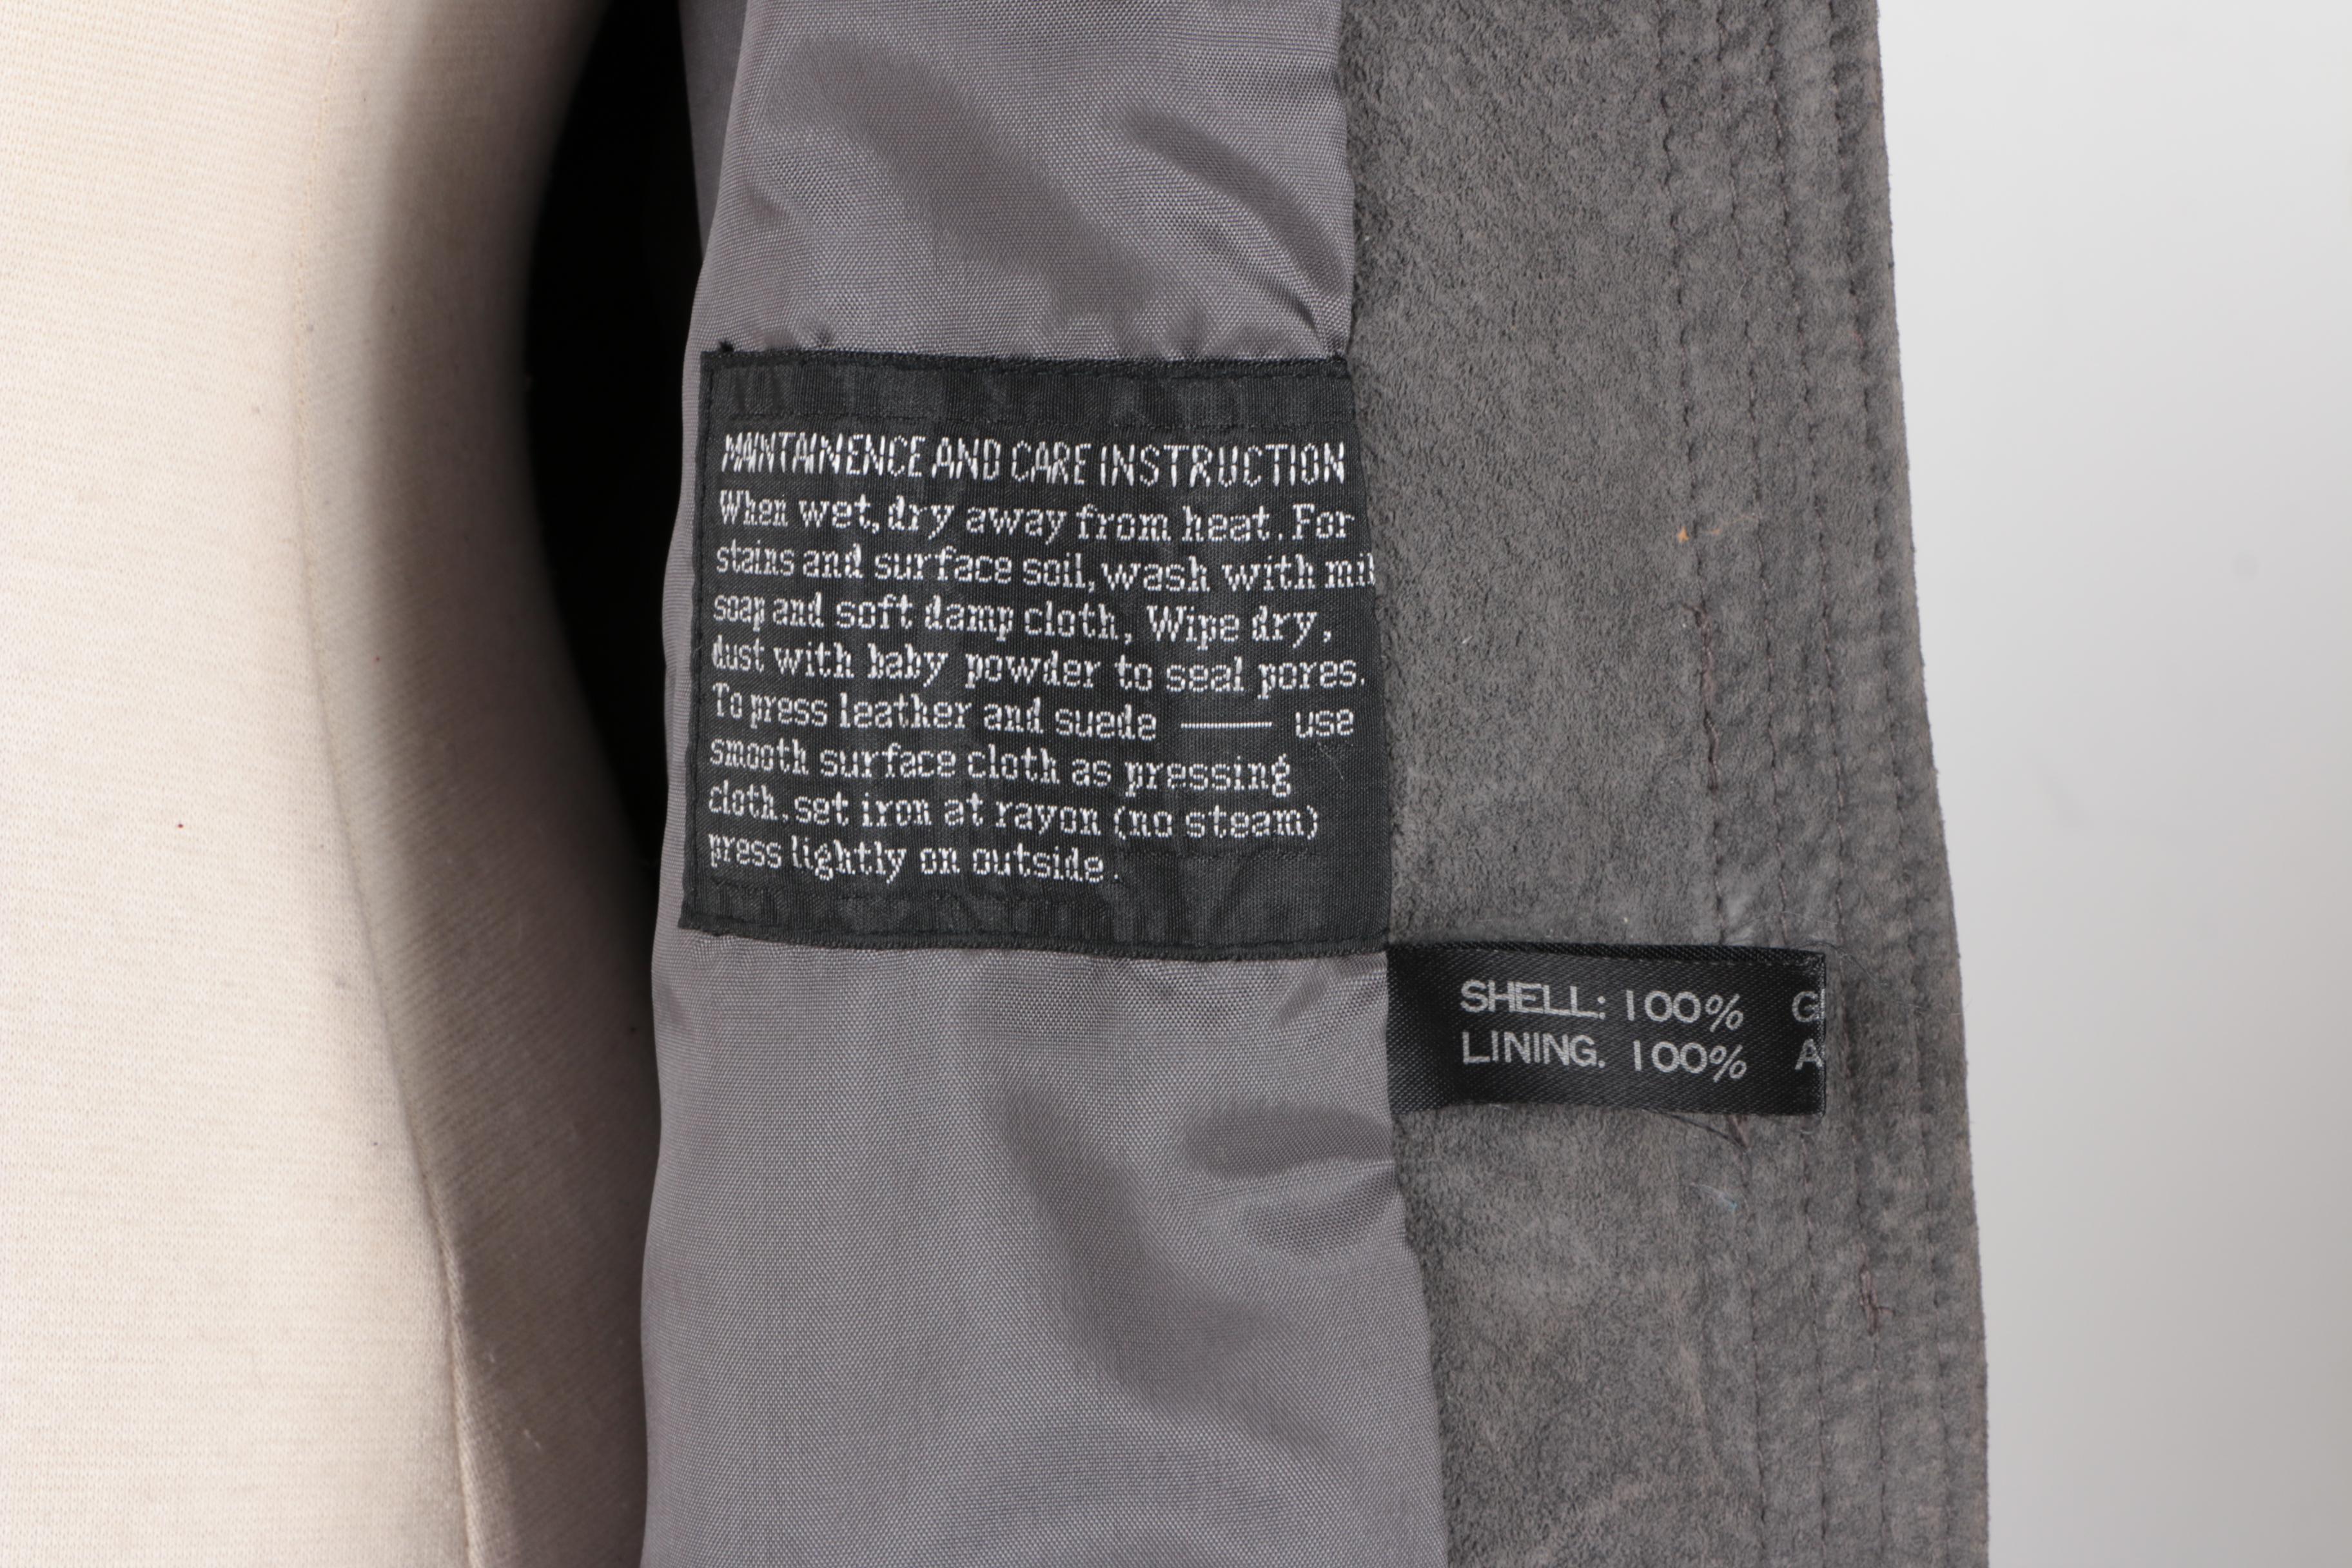 MAINTAINENCE AND CARE INSTRUCTION
When wet, dry away from heat. For
stains and surface soil, wash with mil
soap and soft damp cloth, Wipe dry,
dust with baby powder to seal pores.
To press leather and suede —— use
smooth surface cloth as pressing
cloth, set iron at rayon (no steam)
press lightly on outside.
SHELL: 100% G
LINING. 100% A